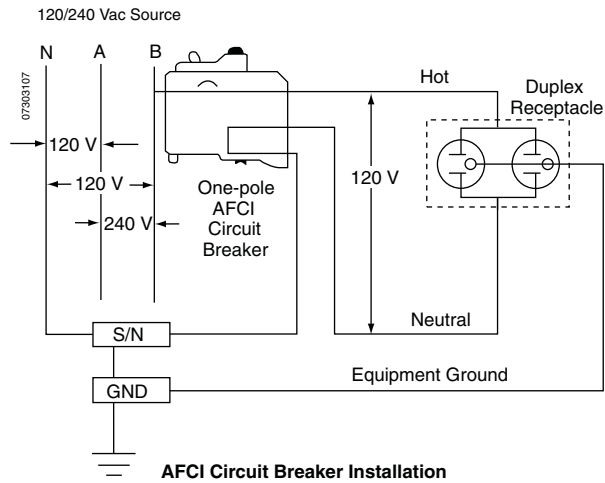 120/240 Vac Source
N
A
B
07303107
Hot
Duplex
Receptacle
120 V
120 V
120 V
240 V
One-pole
AFCI
Circuit
Breaker
Neutral
S/N
Equipment Ground
GND
AFCI Circuit Breaker Installation